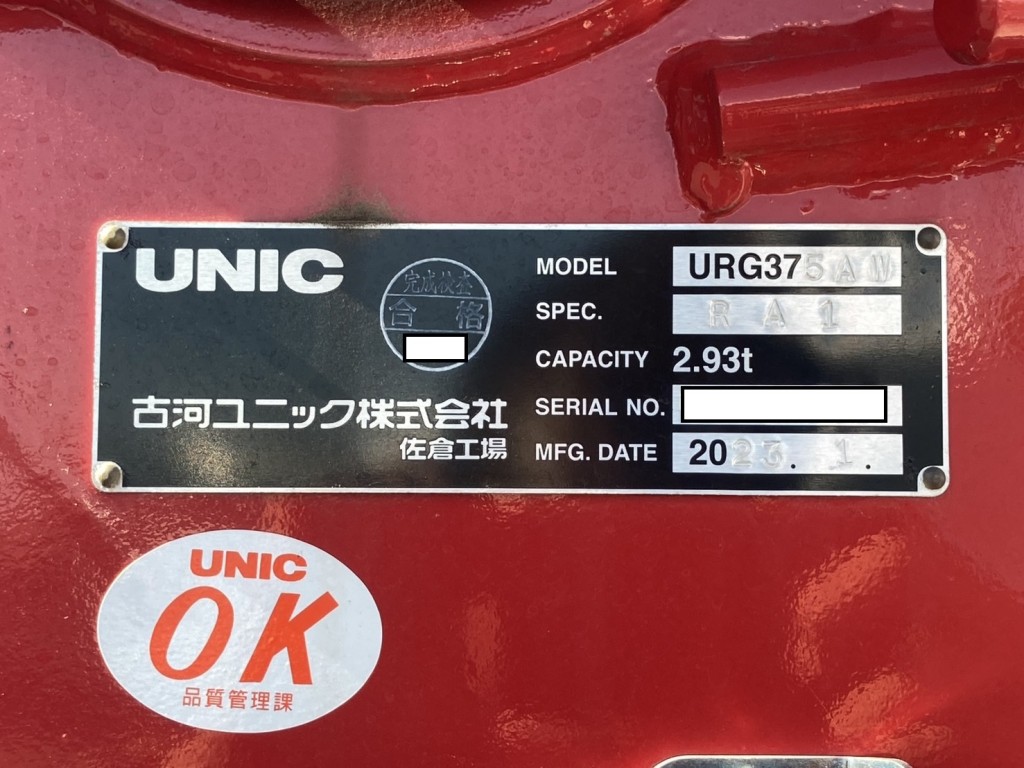 UNIC
完成検査
合 格
古河ユニック株式会社
佐倉工場
MODEL URG375AW
SPEC. RA1
CAPACITY 2.93t
SERIAL NO.
MFG. DATE 2023. 1.
UNIC
OK
品質管理課